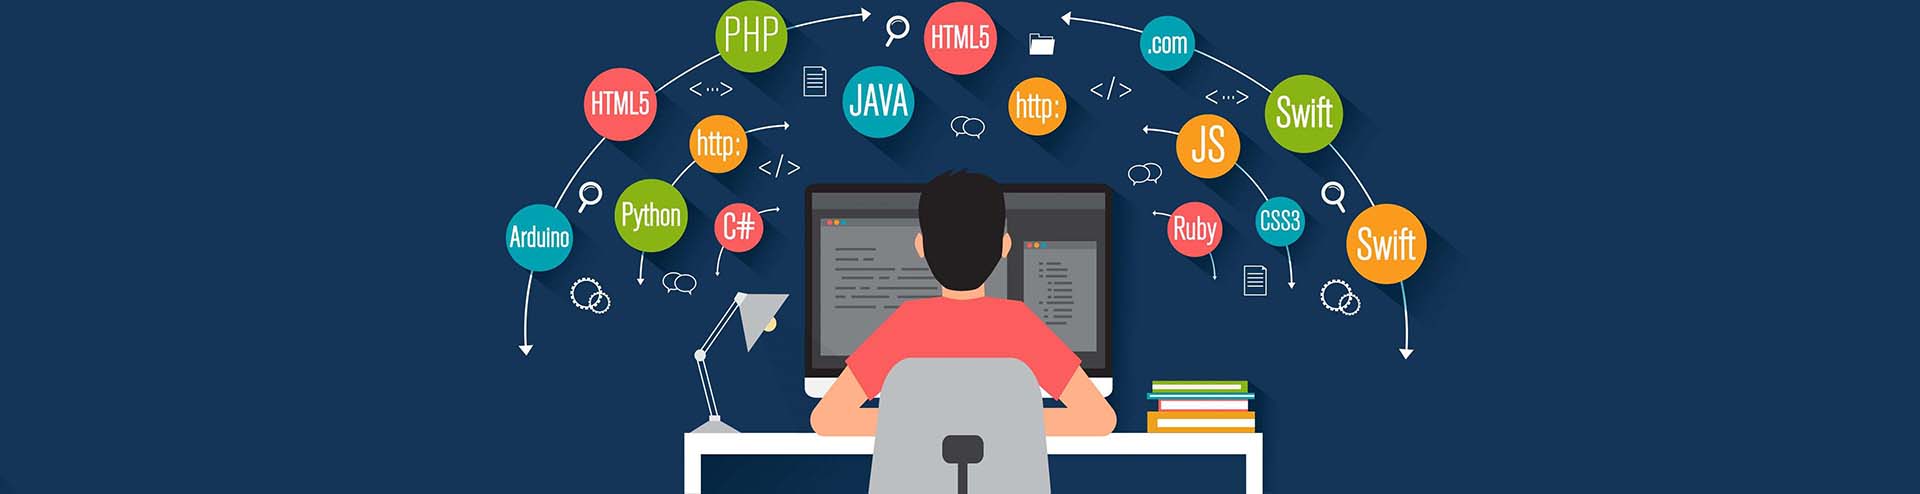 PHP
HTML5
.com
HTML5
JAVA
http:
Swift
http:
JS
Python
C#
Ruby
CSS3
Arduino
Swift